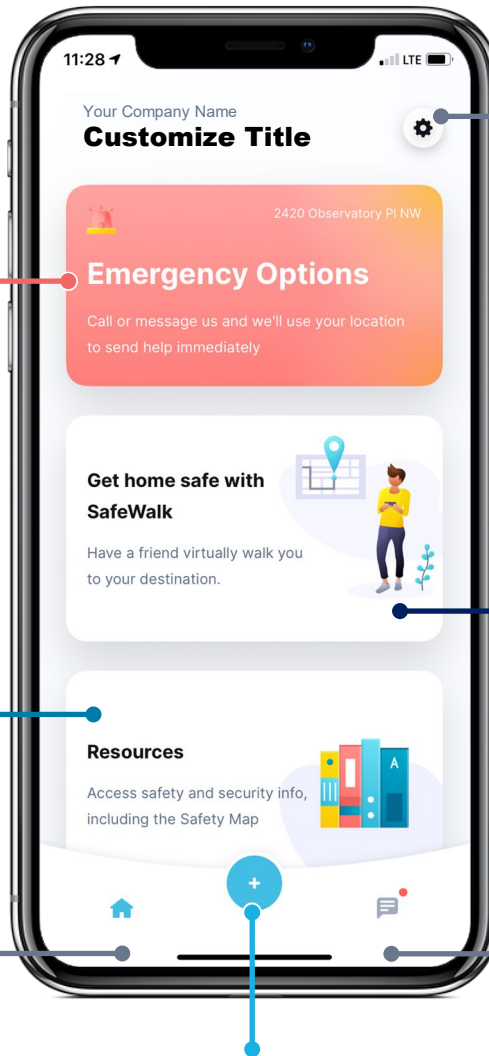 11:28
LTE
Your Company Name
Customize Title
2420 Observatory Pl NW
Emergency Options
Call or message us and we'll use your location
to send help immediately
Get home safe with
SafeWalk
Have a friend virtually walk you
to your destination.
A
Resources
Access safety and security info,
including the Safety Map